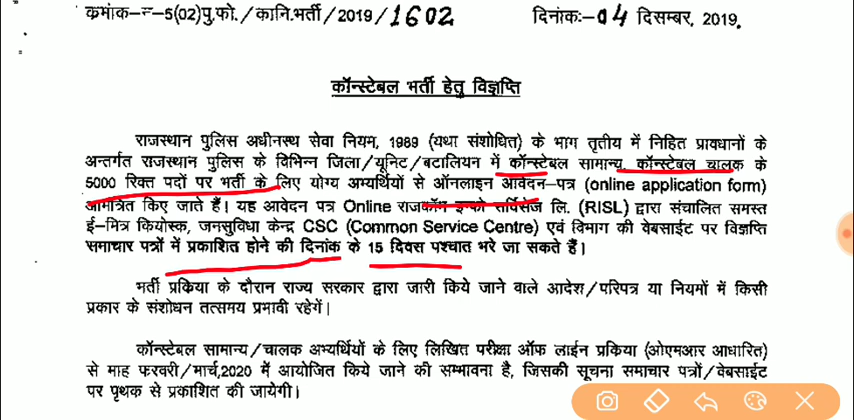 क्रमांक-न-5(02)पु.फो./कानि.भर्ती/2019/1602 दिनांक:-04 दिसम्बर, 2019.
कॉन्स्टेबल भर्ती हेतु विज्ञप्ति
राजस्थान पुलिस अधीनस्थ सेवा नियम, 1989 (यथा संशोधित) के भाग तृतीय में निहित प्रावधानों के
अन्तर्गत राजस्थान पुलिस के विभिन्न जिला/यूनिट/बटालियन में कॉन्स्टेबल सामान्य, कॉन्स्टेबल चालक के
5000 रिक्त पदों पर भर्ती के लिए योग्य अभ्यर्थियों से ऑनलाइन आवेदन-पत्र (online application form)
आमंत्रित किए जाते हैं। यह आवेदन पत्र Online राजकॉम इन्फो सर्विसेज लि. (RISL) द्वारा संचालित समस्त
ई-मित्र कियोस्क, जनसुविधा केन्द्र CSC (Common Service Centre) एवं विभाग की वेबसाईट पर विज्ञप्ति
समाचार पत्रों में प्रकाशित होने की दिनांक के 15 दिवस पश्चात भरे जा सकते हैं।
भर्ती प्रक्रिया के दौरान राज्य सरकार द्वारा जारी किये जाने वाले आदेश/परिपत्र या नियमों में किसी
प्रकार के संशोधन तत्समय प्रभावी रहेगें।
कॉन्स्टेबल सामान्य/चालक अभ्यर्थियों के लिए लिखित परीक्षा ऑफ लाईन प्रक्रिया (ओएमआर आधारित)
से माह फरवरी/मार्च,2020 में आयोजित किये जाने की सम्भावना है, जिसकी सूचना समाचार पत्रों/वेबसाईट
पर पृथक से प्रकाशित की जायेगी।